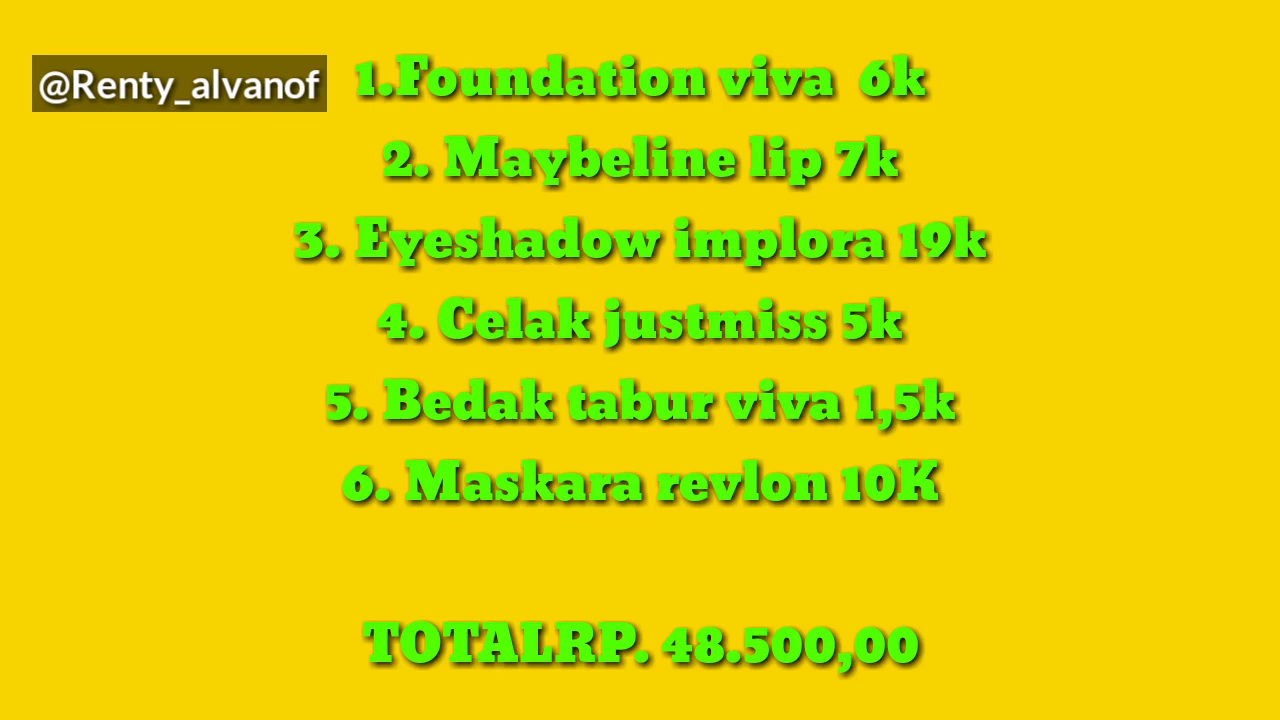 @Renty_alvanof
1.Foundation viva 6k
2. Maybeline lip 7k
3. Eyeshadow implora 19k
4. Celak justmiss 5k
5. Bedak tabur viva 1,5k
6. Maskara revlon 10K
TOTALRP. 48.500,00